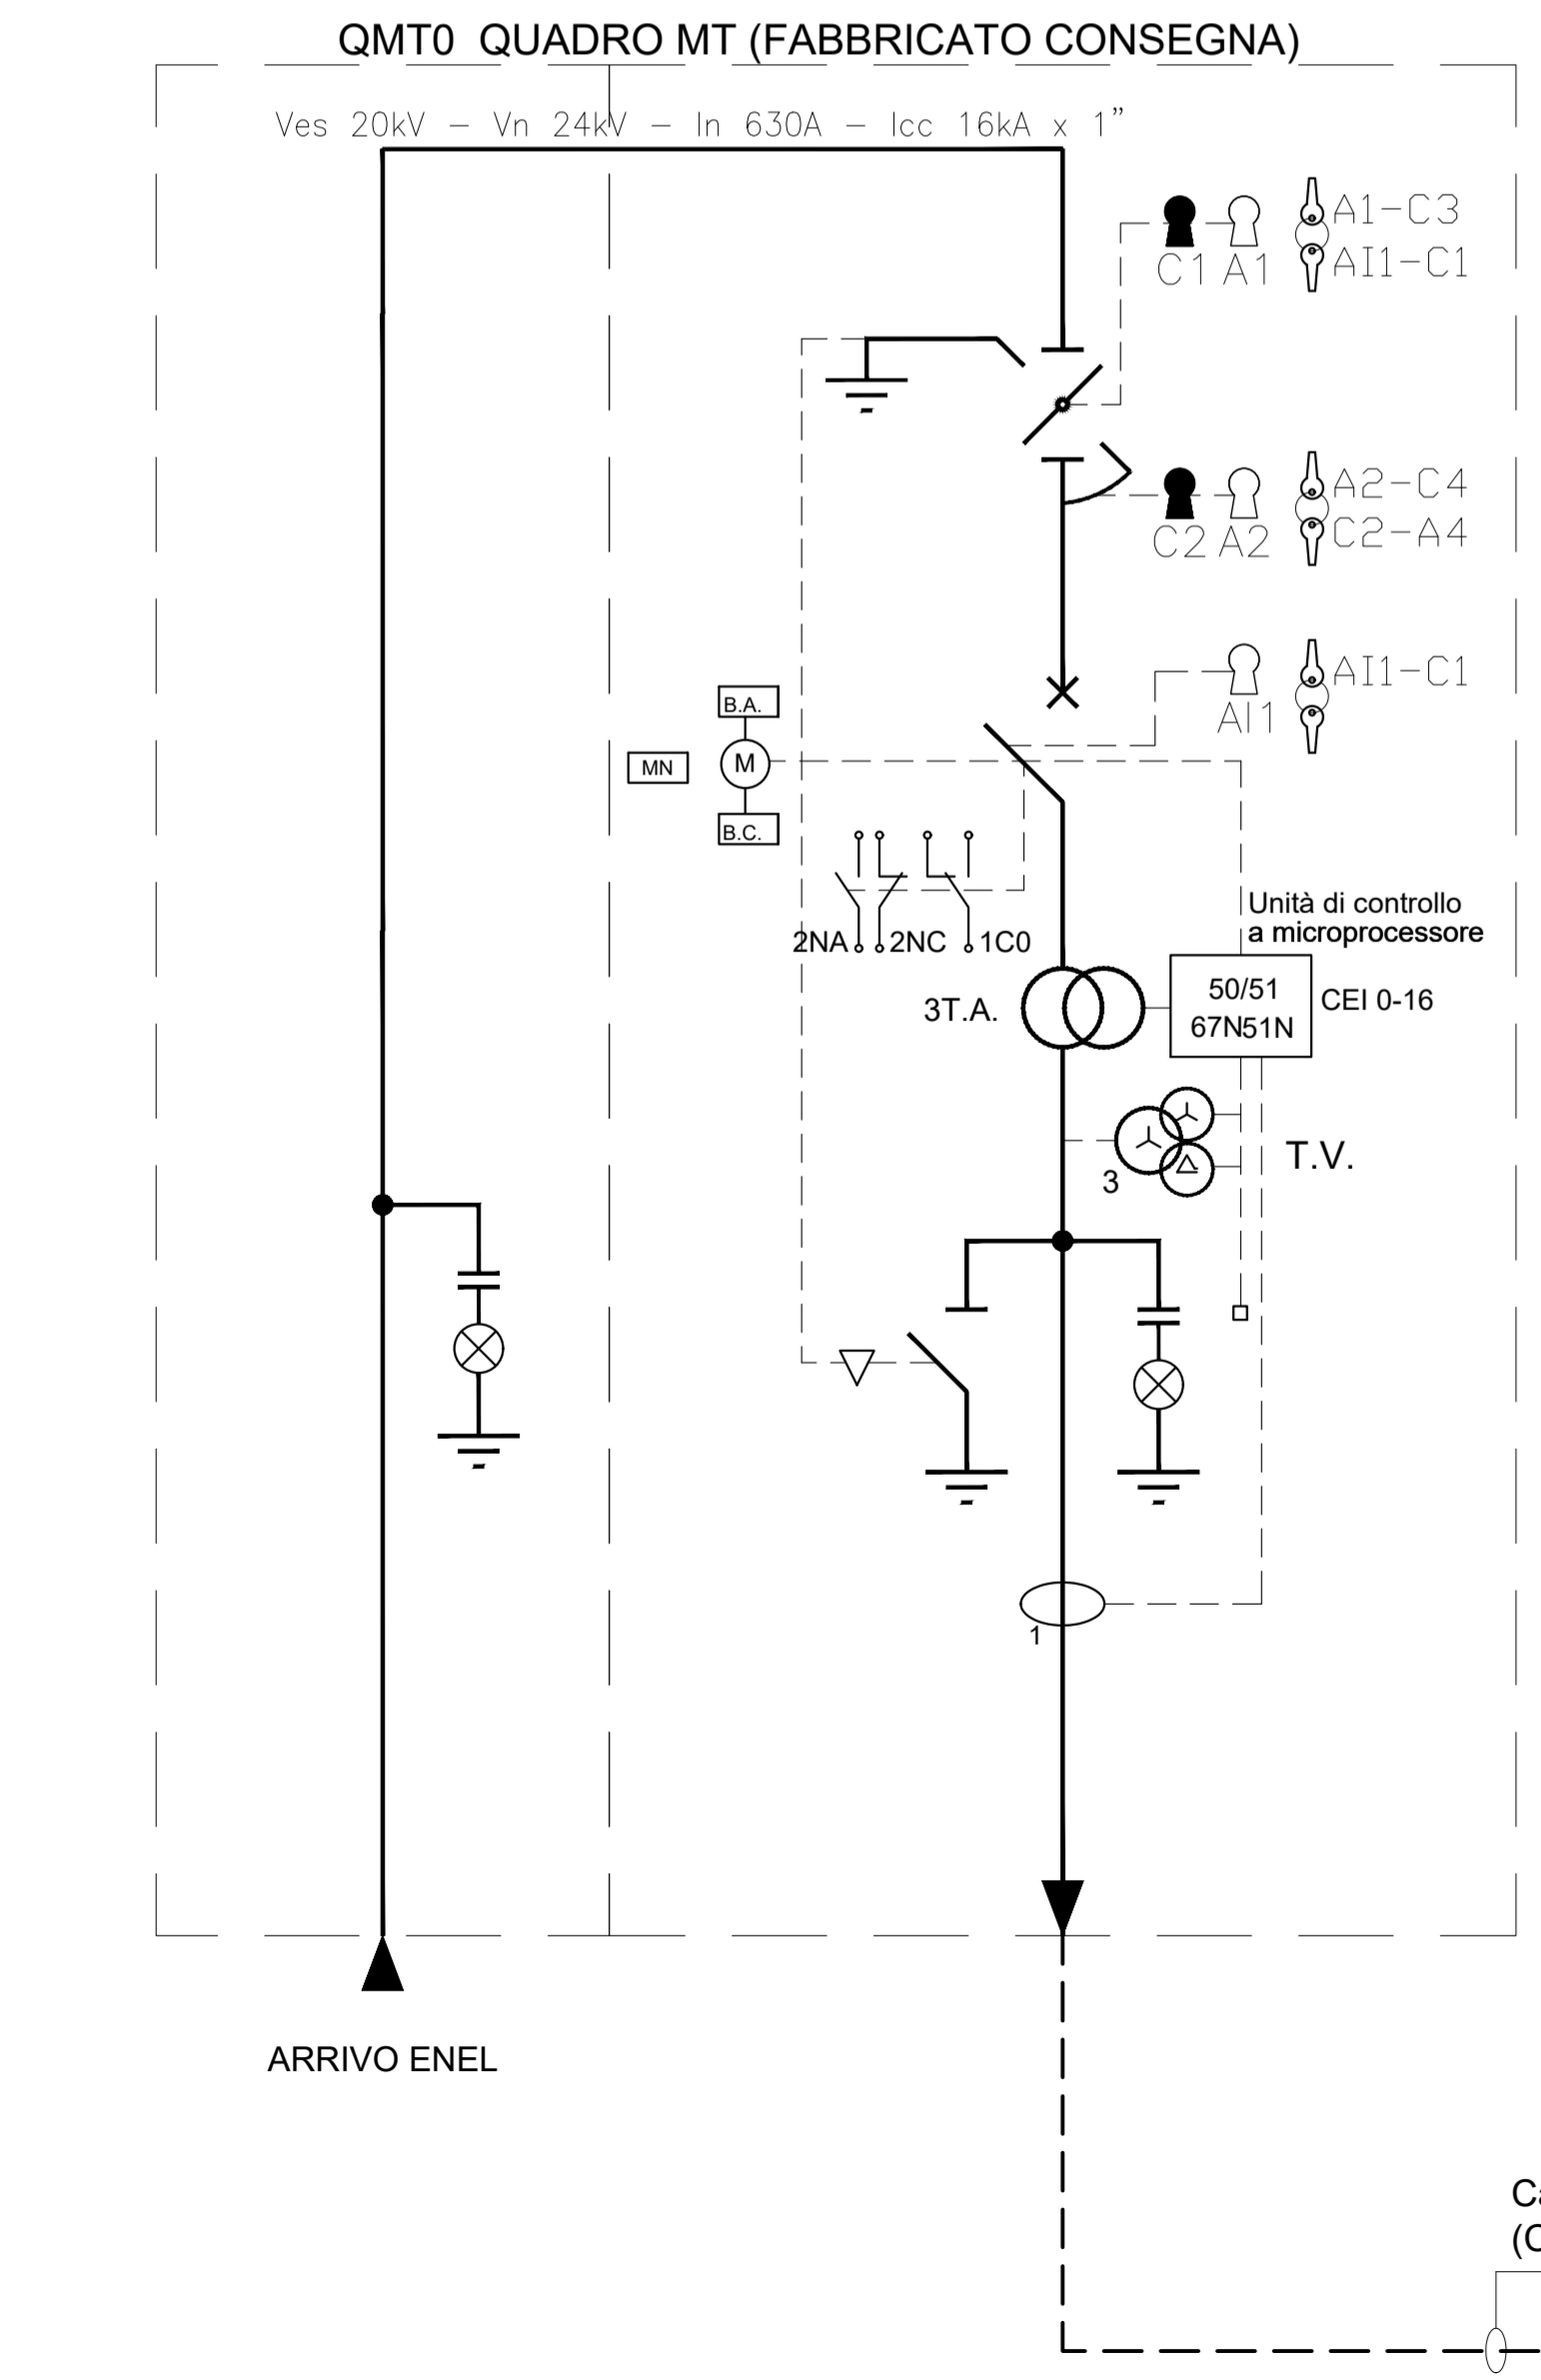 QMT0 QUADRO MT (FABBRICATO CONSEGNA)
Ves 20kV – Vn 24kV – In 630A – Icc 16kA x 1”
C1 A1
A1-C3
AI1-C1
C2 A2
A2-C4
C2-A4
AI1
AI1-C1
B.A.
MN
M
B.C.
2NA
2NC
1C0
Unità di controllo
a microprocessore
3T.A.
50/51
67N51N
CEI 0-16
3
T.V.
1
ARRIVO ENEL